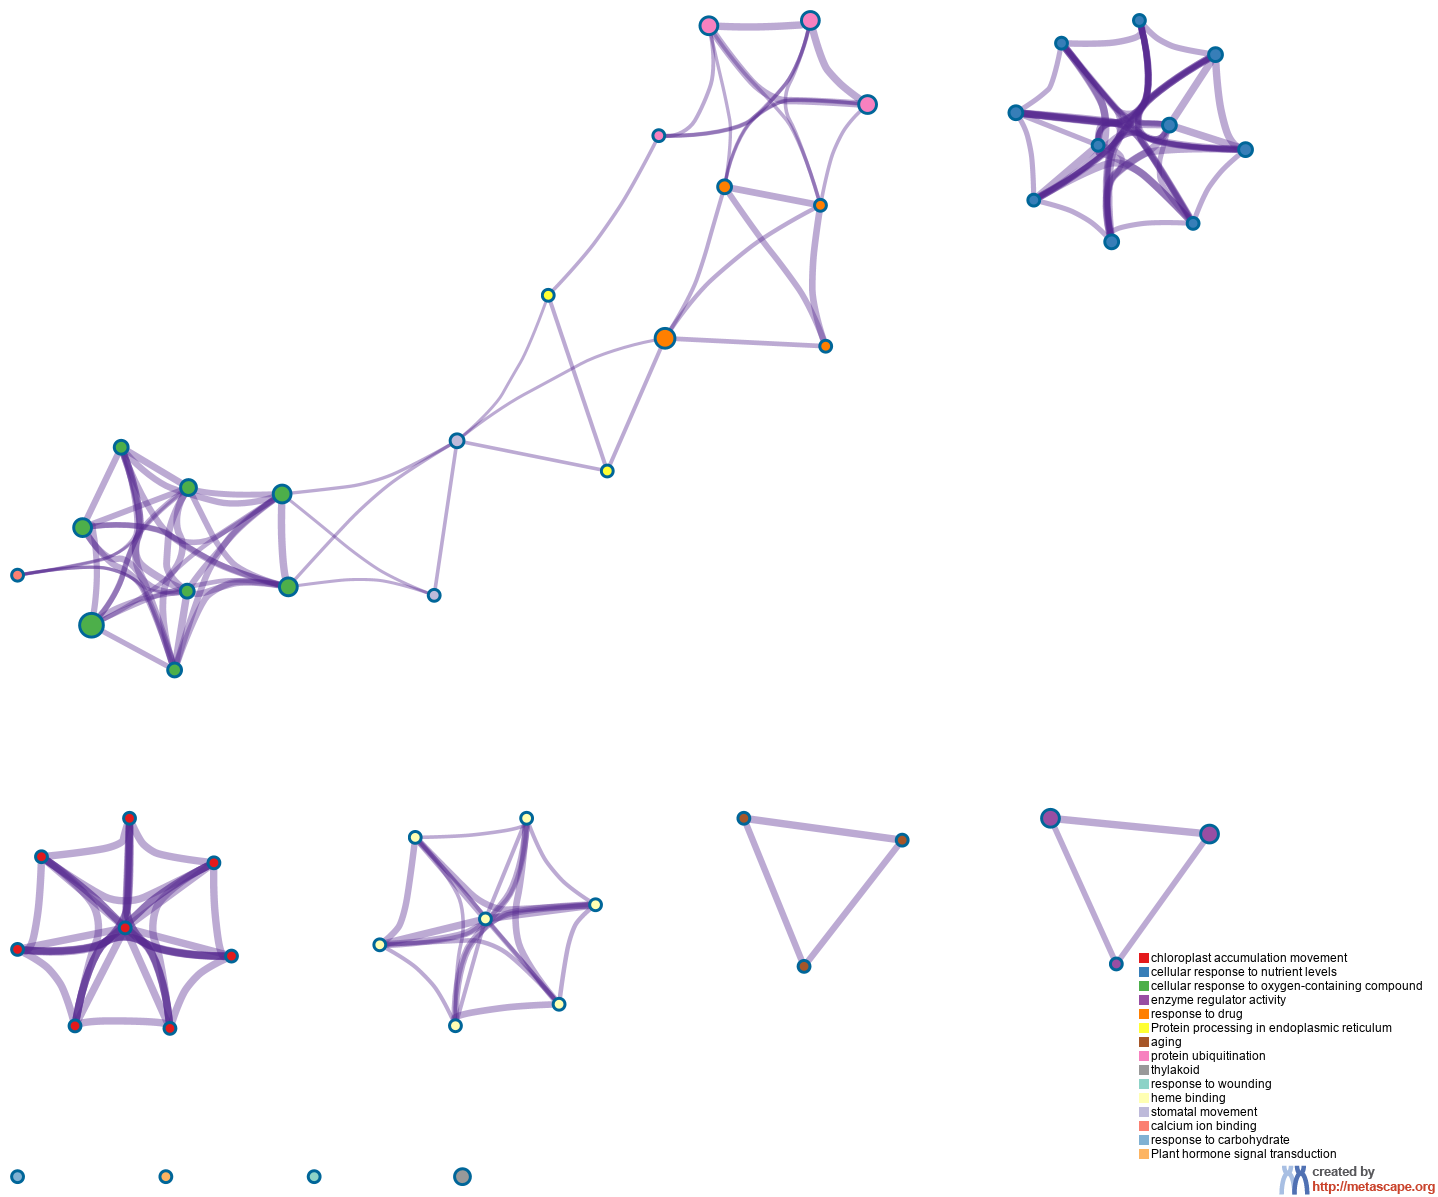 chloroplast accumulation movement
cellular response to nutrient levels
cellular response to oxygen-containing compound
enzyme regulator activity
response to drug
Protein processing in endoplasmic reticulum
aging
protein ubiquitination
thylakoid
response to wounding
heme binding
stomatal movement
calcium ion binding
response to carbohydrate
Plant hormone signal transduction
created by
http://metascape.org